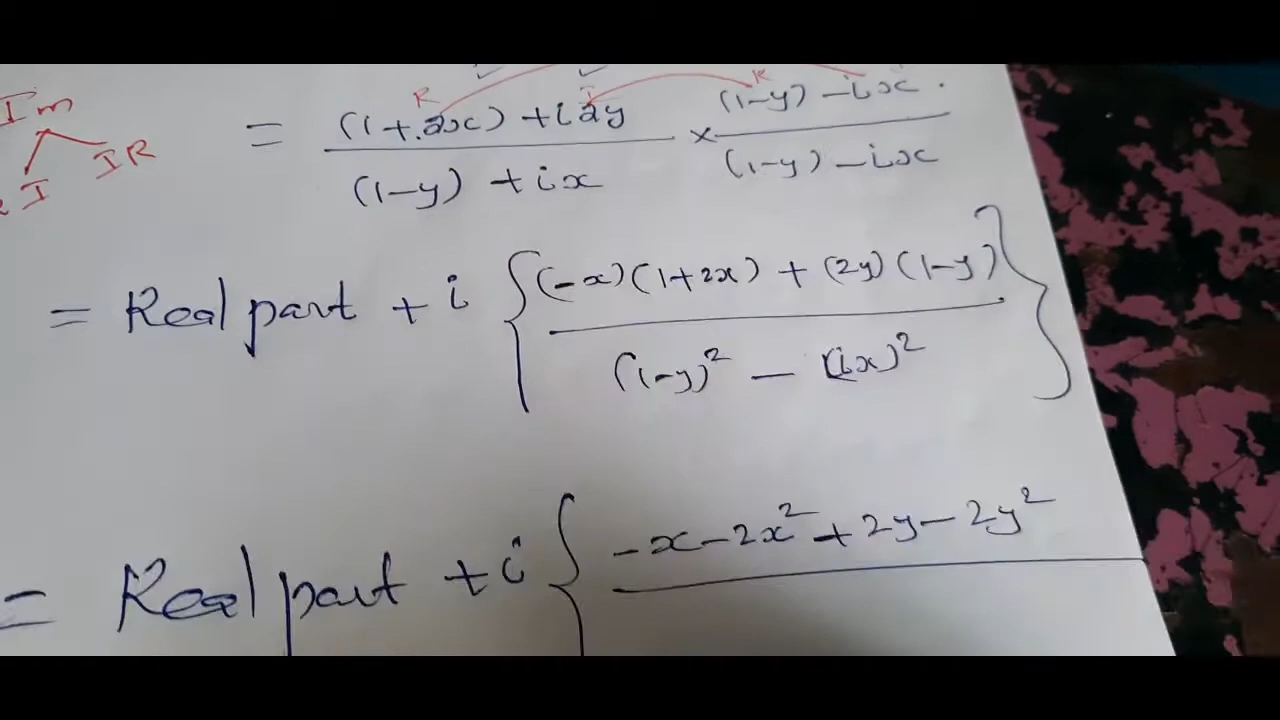 Im
I IR
= (1+2x) + i2y / (1-y) + ix × (1-y) - ix / (1-y) - ix
R I R
= Real part + i { (-x)(1+2x) + (2y)(1-y) / (1-y)² - (ix)² }
= Real part + i { -x - 2x² + 2y - 2y²